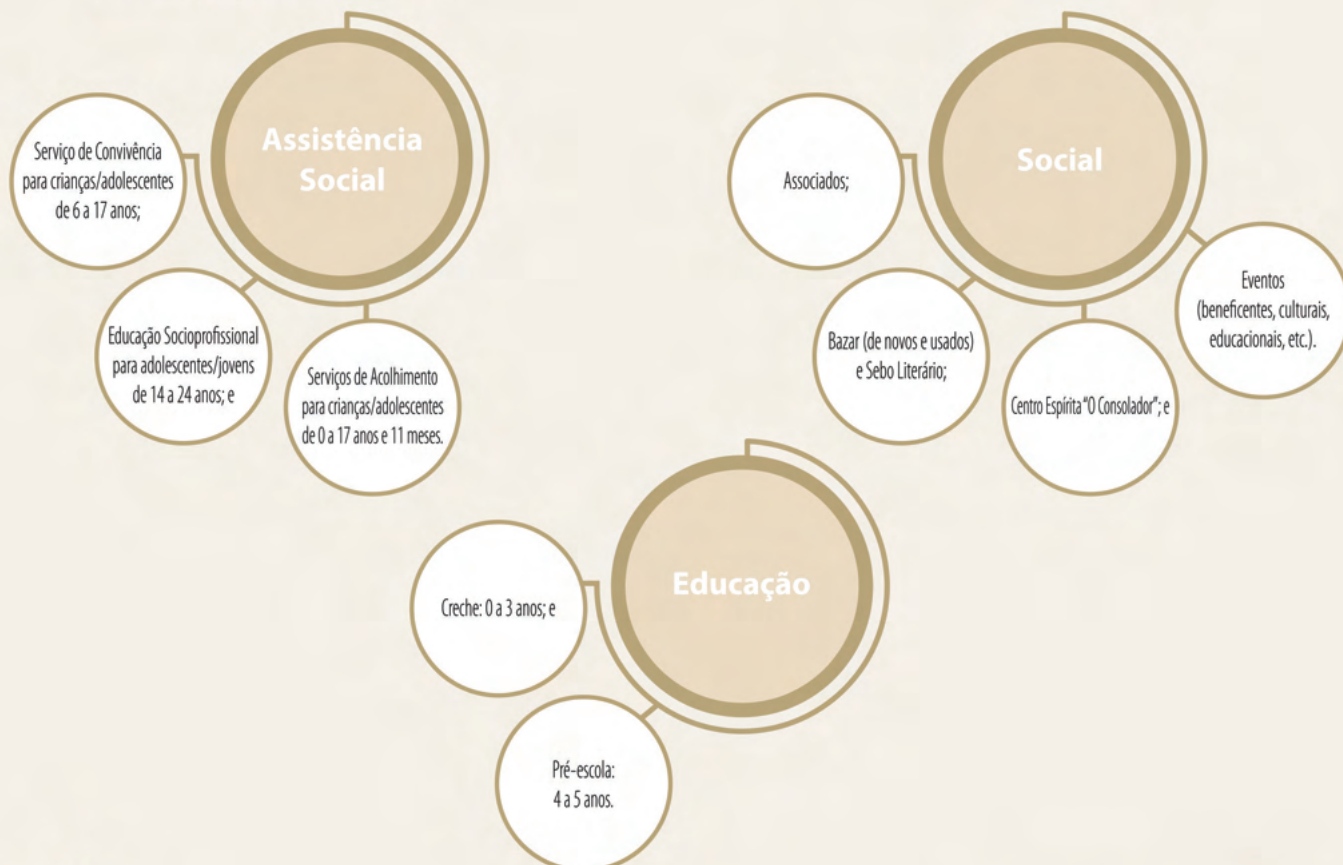 Assistência
Social
Serviço de Convivência
para crianças/adolescentes
de 6 a 17 anos;
Educação Socioprofissional
para adolescentes/jovens
de 14 a 24 anos; e
Serviços de Acolhimento
para crianças/adolescentes
de 0 a 17 anos e 11 meses.
Social
Associados;
Bazar (de novos e usados)
e Sebo Literário;
Centro Espírita "O Consolador"; e
Eventos
(beneficentes, culturais,
educacionais, etc.).
Educação
Creche: 0 a 3 anos; e
Pré-escola:
4 a 5 anos.